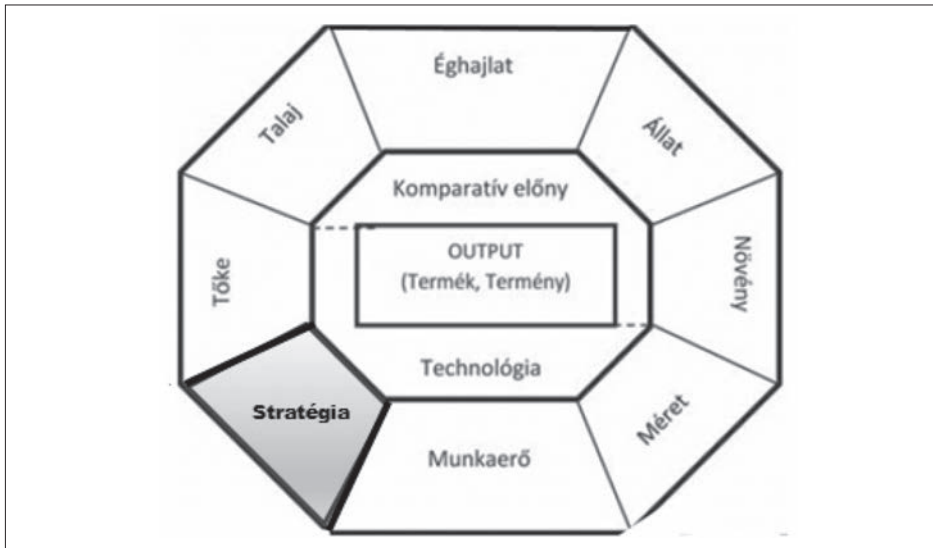 Éghajlat
Talaj
Állat
Komparatív előny
OUTPUT
(Termék, Termény)
Tőke
Növény
Technológia
Stratégia
Méret
Munkaerő